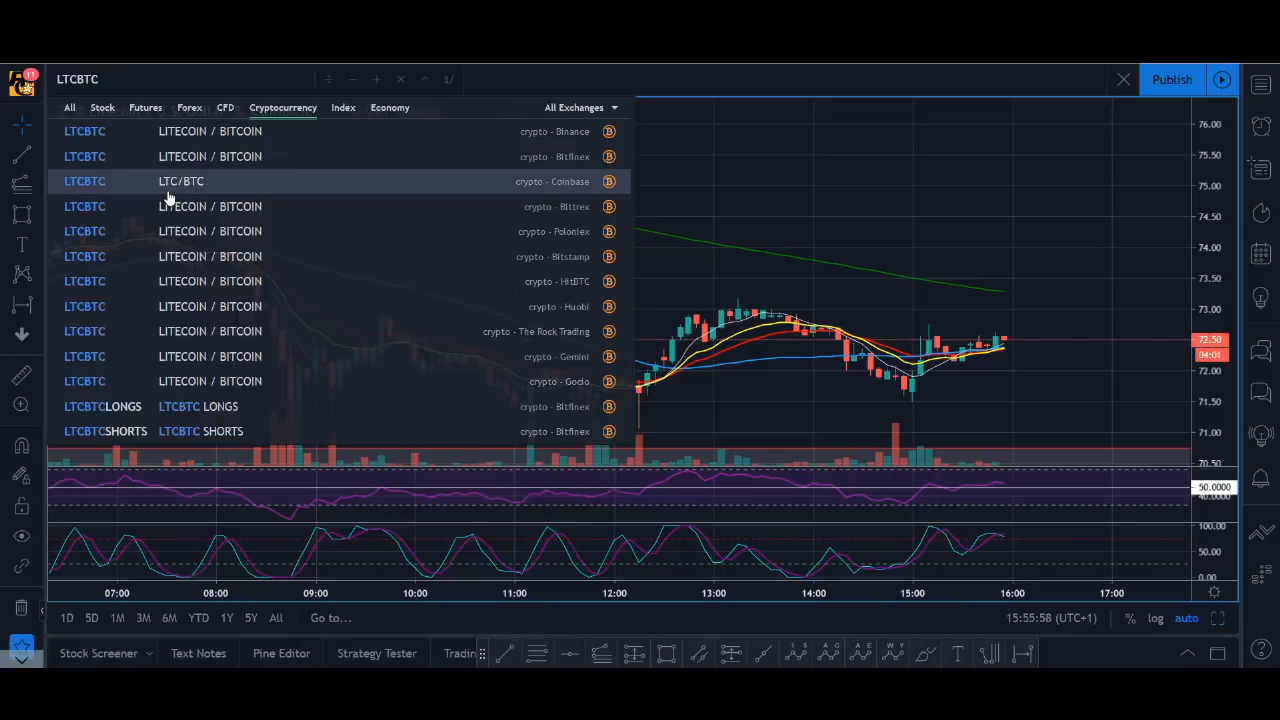 11
LTCBTC
1/
Publish
All Stock Futures Forex CFD Cryptocurrency Index Economy All Exchanges
LTCBTC LITECOIN / BITCOIN crypto - Binance
LTCBTC LITECOIN / BITCOIN crypto - Bitfinex
LTCBTC LTC/BTC crypto - Coinbase
LTCBTC LITECOIN / BITCOIN crypto - Bittrex
LTCBTC LITECOIN / BITCOIN crypto - Poloniex
LTCBTC LITECOIN / BITCOIN crypto - Bitstamp
LTCBTC LITECOIN / BITCOIN crypto - HitBTC
LTCBTC LITECOIN / BITCOIN crypto - Huobi
LTCBTC LITECOIN / BITCOIN crypto - The Rock Trading
LTCBTC LITECOIN / BITCOIN crypto - Gemini
LTCBTC LITECOIN / BITCOIN crypto - Gocio
LTCBTCLONGS LTCBTC LONGS crypto - Bitfinex
LTCBTCSHORTS LTCBTC SHORTS crypto - Bitfinex
76.00
75.50
75.00
74.50
74.00
73.50
73.00
72.50
04:01
72.00
71.50
71.00
70.50
50.0000
40.0000
100.00
50.00
0.00
07:00 08:00 09:00 10:00 11:00 12:00 13:00 14:00 15:00 16:00 17:00
1D 5D 1M 3M 6M YTD 1Y 5Y All Go to... 15:55:58 (UTC+1) % log auto
Stock Screener Text Notes Pine Editor Strategy Tester Tradin